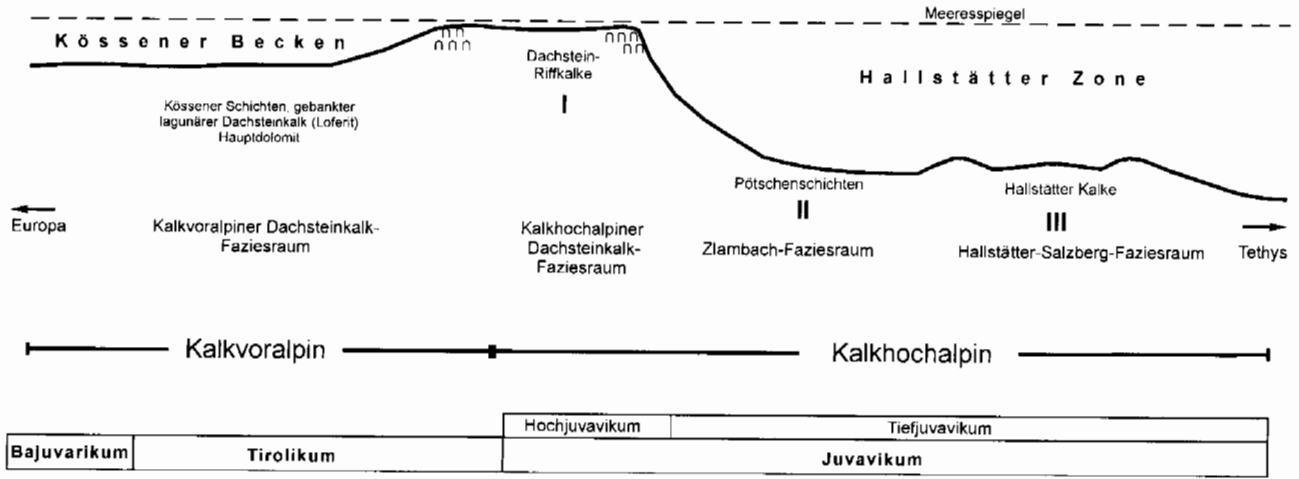 Meeresspiegel
Kössener Becken
Dachstein-
Riffkalke
I
Hallstätter Zone
Kössener Schichten, gebankter
lagunärer Dachsteinkalk (Loferit)
Hauptdolomit
Pötschenschichten
II
Hallstätter Kalke
III
Europa
Kalkvoralpiner Dachsteinkalk-
Faziesraum
Kalkhochalpiner
Dachsteinkalk-
Faziesraum
Zlambach-Faziesraum
Hallstätter-Salzberg-Faziesraum
Tethys
Kalkvoralpin
Kalkhochalpin
Hochjuvavikum
Tiefjuvavikum
Bajuvarikum
Tirolikum
Juvavikum